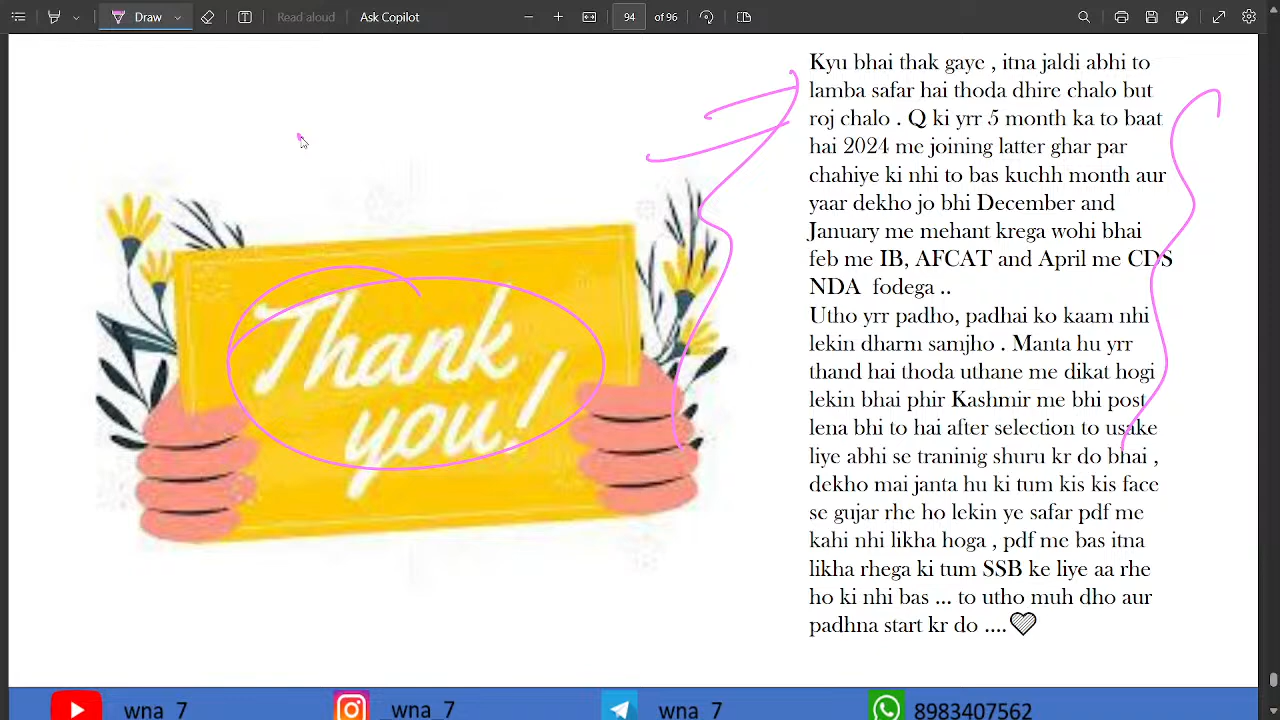 Draw
Read aloud
Ask Copilot
94
of 96
Kyu bhai thak gaye , itna jaldi abhi to
lamba safar hai thoda dhire chalo but
roj chalo . Q ki yrr 5 month ka to baat
hai 2024 me joining latter ghar par
chahiye ki nhi to bas kuchh month aur
yaar dekho jo bhi December and
January me mehant krega wohi bhai
feb me IB, AFCAT and April me CDS
NDA fodega ..
Utho yrr padho, padhai ko kaam nhi
lekin dharm samjho . Manta hu yrr
thand hai thoda uthane me dikat hogi
lekin bhai phir Kashmir me bhi post
lena bhi to hai after selection to usake
liye abhi se traninig shuru kr do bhai ,
dekho mai janta hu ki tum kis kis face
se gujar rhe ho lekin ye safar pdf me
kahi nhi likha hoga , pdf me bas itna
likha rhega ki tum SSB ke liye aa rhe
ho ki nhi bas ... to utho muh dho aur
padhna start kr do ....
Thank
you!
wna_7
_wna_7
wna_7
8983407562